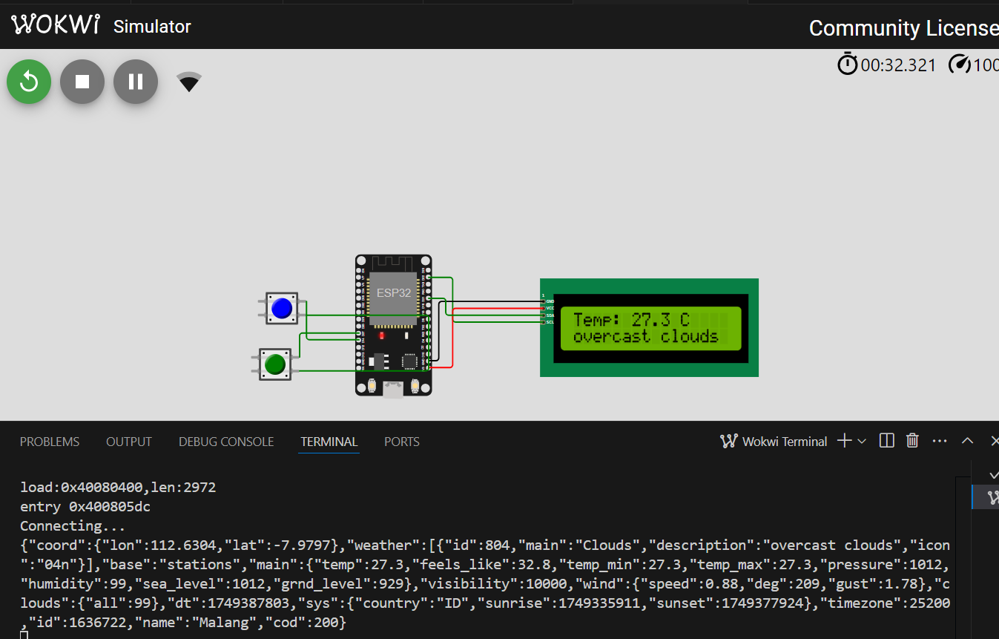 WOKWI Simulator
Community License
00:32.321 100
ESP32
1
GND
VCC
SDA
SCL
Temp: 27.3 C
overcast clouds
PROBLEMS OUTPUT DEBUG CONSOLE TERMINAL PORTS
Wokwi Terminal
load:0x40080400,len:2972
entry 0x400805dc
Connecting...
{"coord":{"lon":112.6304,"lat":-7.9797},"weather":[{"id":804,"main":"Clouds","description":"overcast clouds","icon
":"04n"}],"base":"stations","main":{"temp":27.3,"feels_like":32.8,"temp_min":27.3,"temp_max":27.3,"pressure":1012,
"humidity":99,"sea_level":1012,"grnd_level":929},"visibility":10000,"wind":{"speed":0.88,"deg":209,"gust":1.78},"c
louds":{"all":99},"dt":1749387803,"sys":{"country":"ID","sunrise":1749335911,"sunset":1749377924},"timezone":25200
,"id":1636722,"name":"Malang","cod":200}